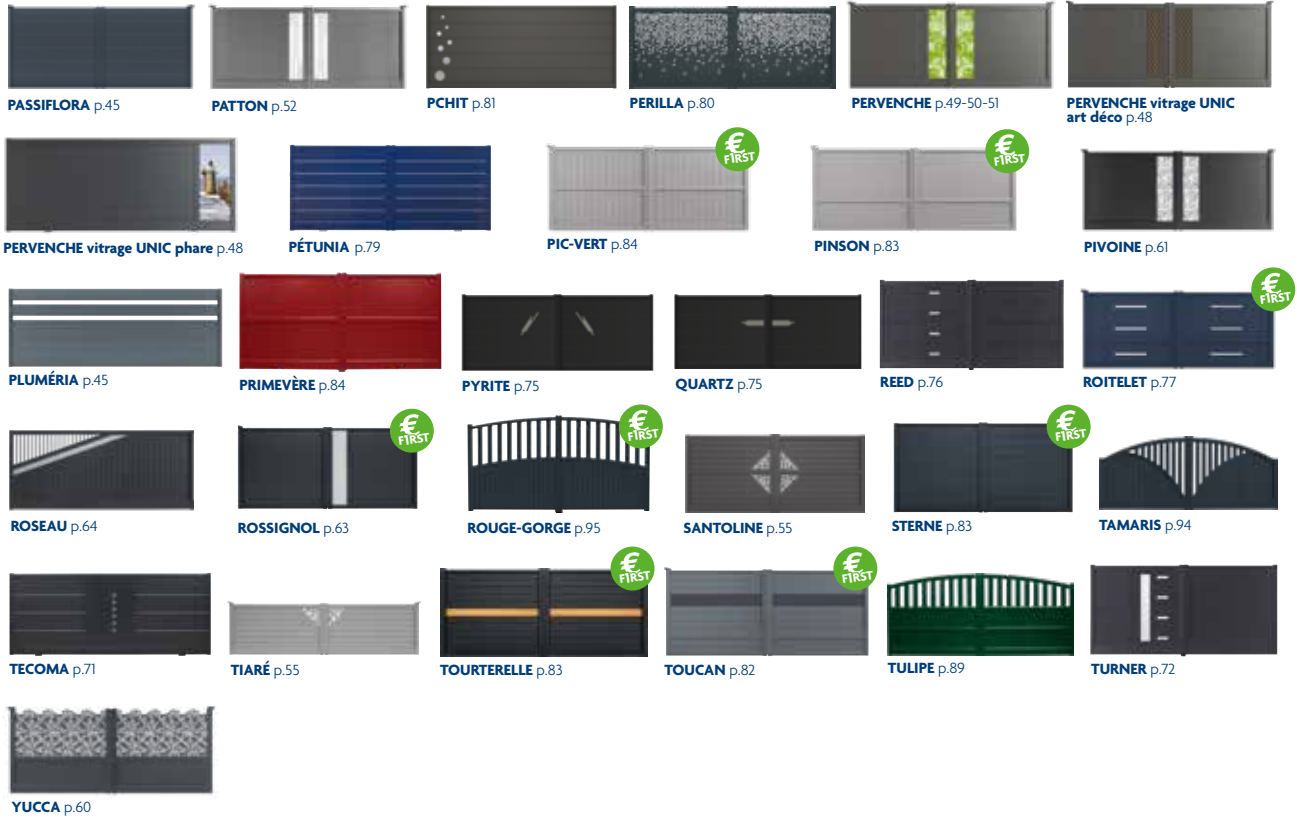 PASSIFLORA p.45
PATTON p.52
PCHIT p.81
PERILLA p.80
PERVENCHE p.49-50-51
PERVENCHE vitrage UNIC
art déco p.48
€
FIRST
€
FIRST
PERVENCHE vitrage UNIC phare p.48
PÉTUNIA p.79
PIC-VERT p.84
PINSON p.83
PIVOINE p.61
€
FIRST
PLUMÉRIA p.45
PRIMEVÈRE p.84
PYRITE p.75
QUARTZ p.75
REED p.76
ROITELET p.77
€
FIRST
€
FIRST
€
FIRST
ROSEAU p.64
ROSSIGNOL p.63
ROUGE-GORGE p.95
SANTOLINE p.55
STERNE p.83
TAMARIS p.94
€
FIRST
€
FIRST
TECOMA p.71
TIARÉ p.55
TOURTERELLE p.83
TOUCAN p.82
TULIPE p.89
TURNER p.72
YUCCA p.60